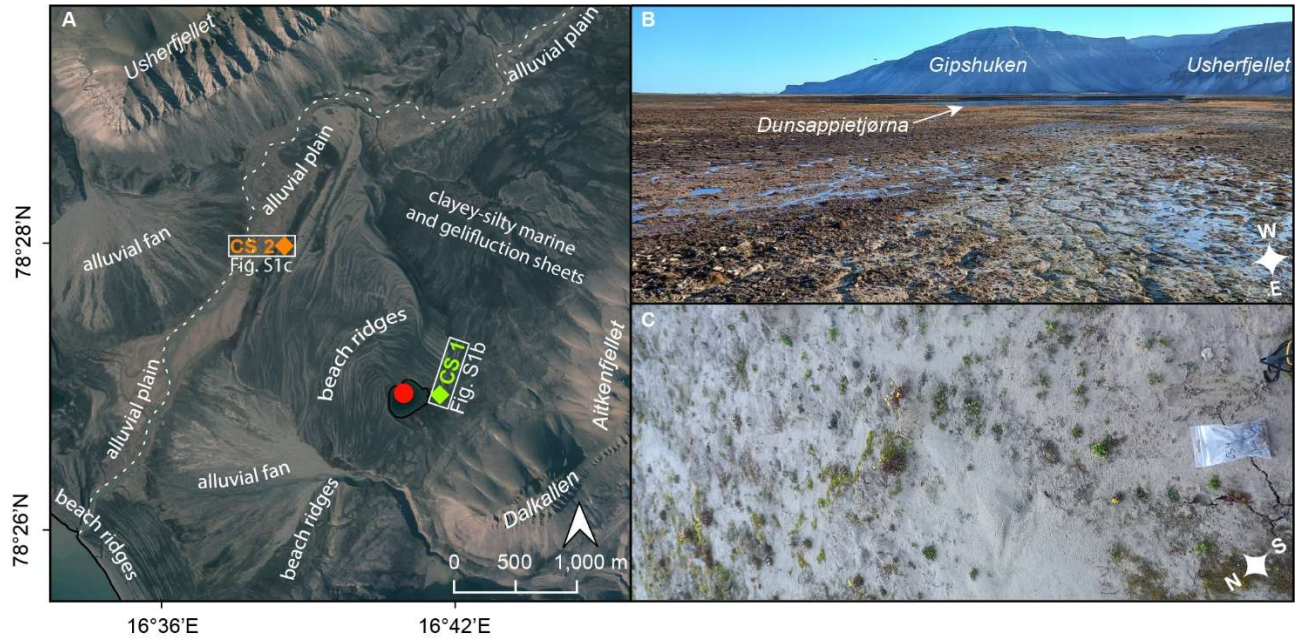 A
Usherfjellet
alluvial plain
alluvial plain
clayey-silty marine
and gelifluction sheets
alluvial fan
CS 2
Fig. S1c
beach ridges
CS 1
Fig. S1b
Aitkenfjellet
alluvial plain
alluvial fan
beach ridges
beach ridges
Dalkallen
0 500 1,000 m
78°28'N
78°26'N
16°36'E
16°42'E
B
Gipshuken
Usherfjellet
Dunsappietjørna
W
E
C
S
N